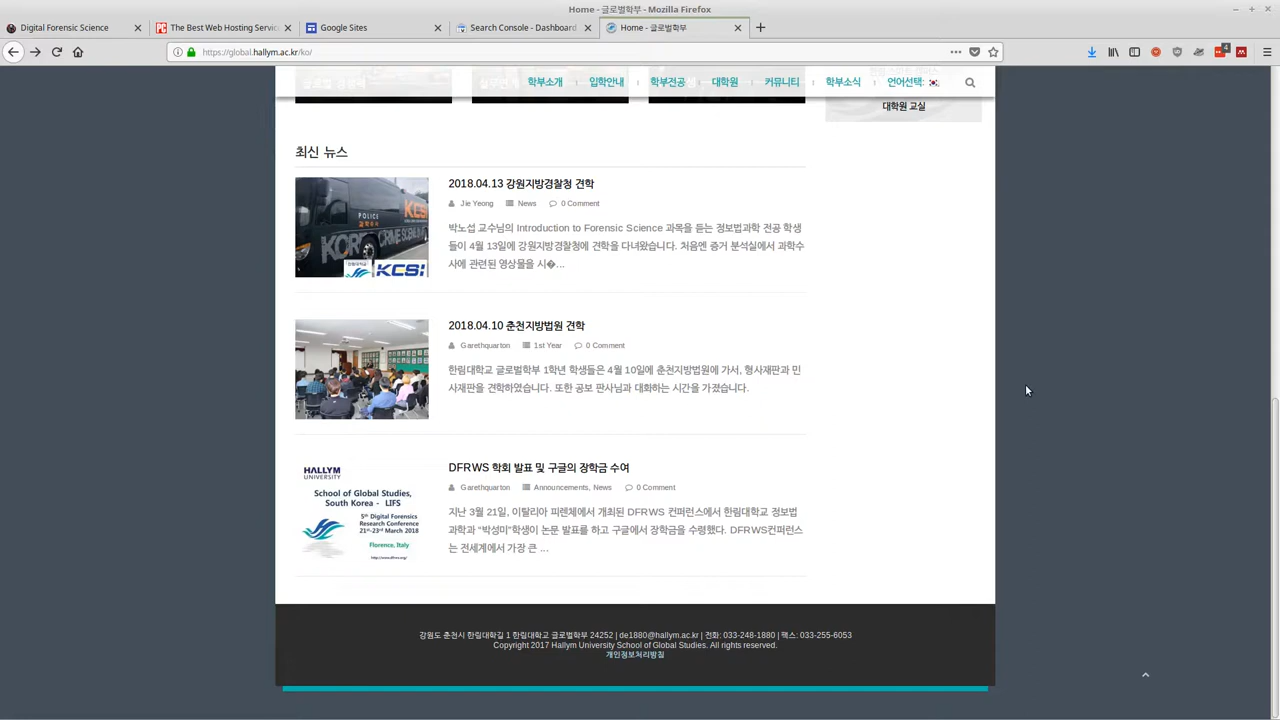 Home - 글로벌학부 - Mozilla Firefox
Digital Forensic Science
The Best Web Hosting Servic
Google Sites
Search Console - Dashboard
Home - 글로벌학부
https://global.hallym.ac.kr/ko/
4
학부소개
입학안내
학부전공
대학원
커뮤니티
학부소식
언어선택:
대학원 교실
최신 뉴스
2018.04.13 강원지방경찰청 견학
Jie Yeong News 0 Comment
박노섭 교수님의 Introduction to Forensic Science 과목을 듣는 정보법과학 전공 학생
들이 4월 13일에 강원지방경찰청에 견학을 다녀왔습니다. 처음엔 증거 분석실에서 과학수
사에 관련된 영상물을 시�...
POLICE
과학수사
KCSI
2018.04.10 춘천지방법원 견학
Garethquarton 1st Year 0 Comment
한림대학교 글로벌학부 1학년 학생들은 4월 10일에 춘천지방법원에 가서, 형사재판과 민
사재판을 견학하였습니다. 또한 공보 판사님과 대화하는 시간을 가졌습니다.
HALLYM
UNIVERSITY
School of Global Studies,
South Korea - LIFS
5th Digital Forensics
Research Conference
21st-23rd March 2018
Florence, Italy
http://www.dfrws.org/
DFRWS 학회 발표 및 구글의 장학금 수여
Garethquarton Announcements, News 0 Comment
지난 3월 21일, 이탈리아 피렌체에서 개최된 DFRWS 컨퍼런스에서 한림대학교 정보법
과학과 "박성미"학생이 논문 발표를 하고 구글에서 장학금을 수령했다. DFRWS컨퍼런스
는 전세계에서 가장 큰 ...
강원도 춘천시 한림대학길 1 한림대학교 글로벌학부 24252 | de1880@hallym.ac.kr | 전화: 033-248-1880 | 팩스: 033-255-6053
Copyright 2017 Hallym University School of Global Studies. All rights reserved.
개인정보처리방침